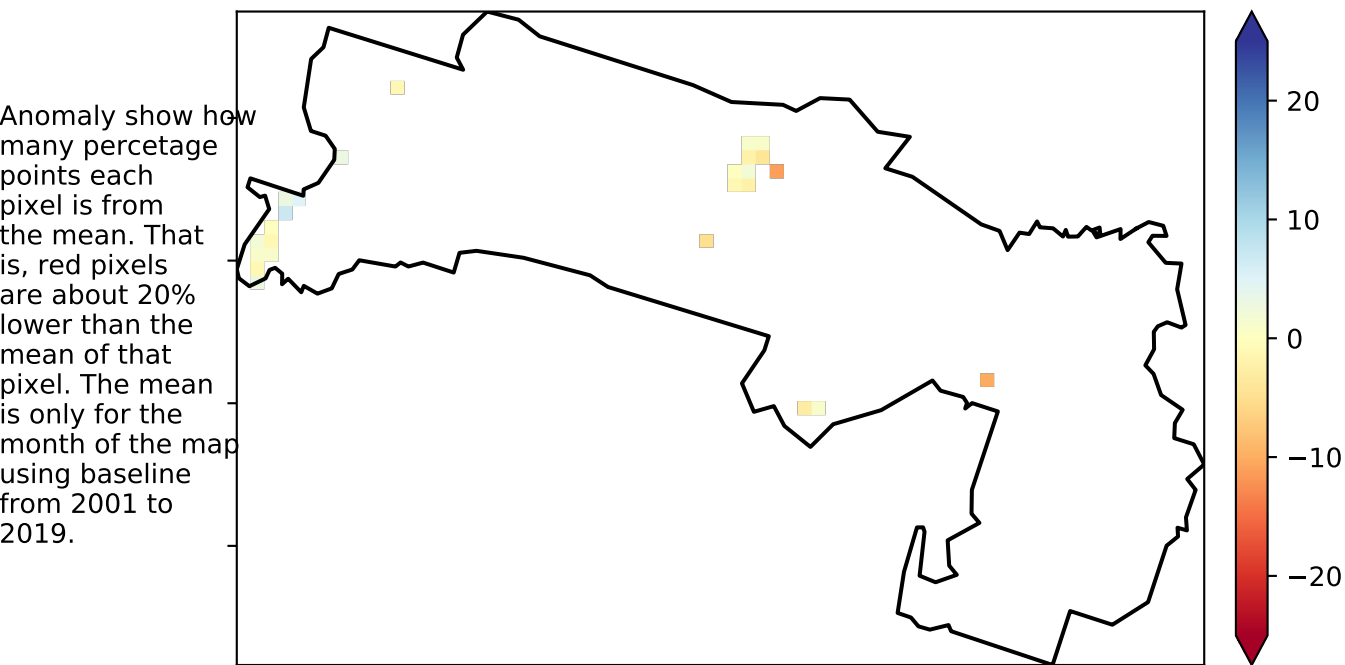 Anomaly show how
many percetage
points each
pixel is from
the mean. That
is, red pixels
are about 20%
lower than the
mean of that
pixel. The mean
is only for the
month of the map
using baseline
from 2001 to
2019.
20
10
0
−10
−20